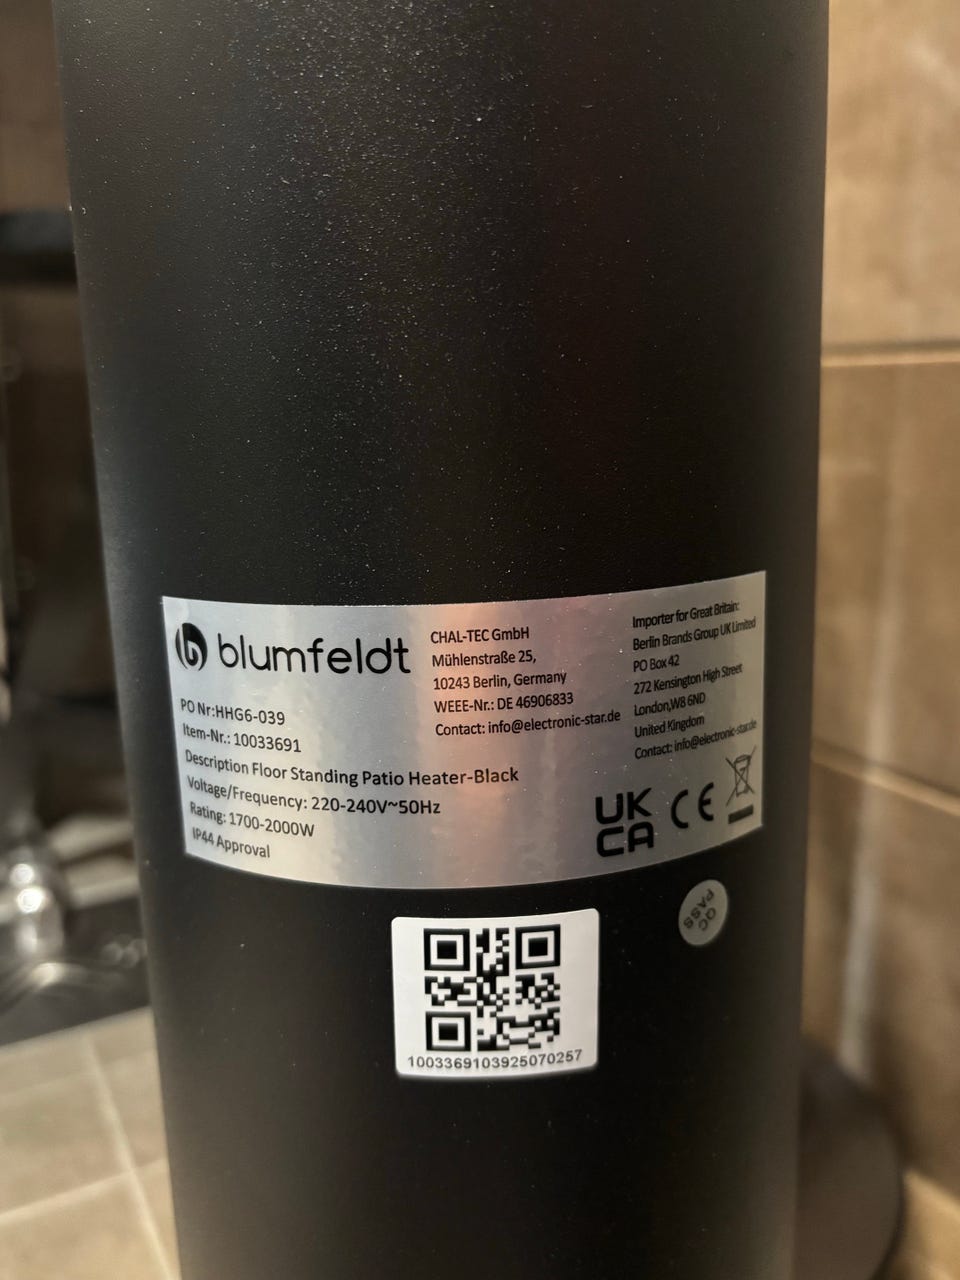 blumfeldt
PO Nr:HHG6-039
Item-Nr.: 10033691
Description Floor Standing Patio Heater-Black
Voltage/Frequency: 220-240V~50Hz
Rating: 1700-2000W
IP44 Approval
CHAL-TEC GmbH
Mühlenstraße 25,
10243 Berlin, Germany
WEEE-Nr.: DE 46906833
Contact: info@electronic-star.de
Importer for Great Britain:
Berlin Brands Group UK Limited
PO Box 42
272 Kensington High Street
London,W8 6ND
United Kingdom
Contact: info@electronic-star.de
UK
CA
CE
QC
PASS
1003369103925070257